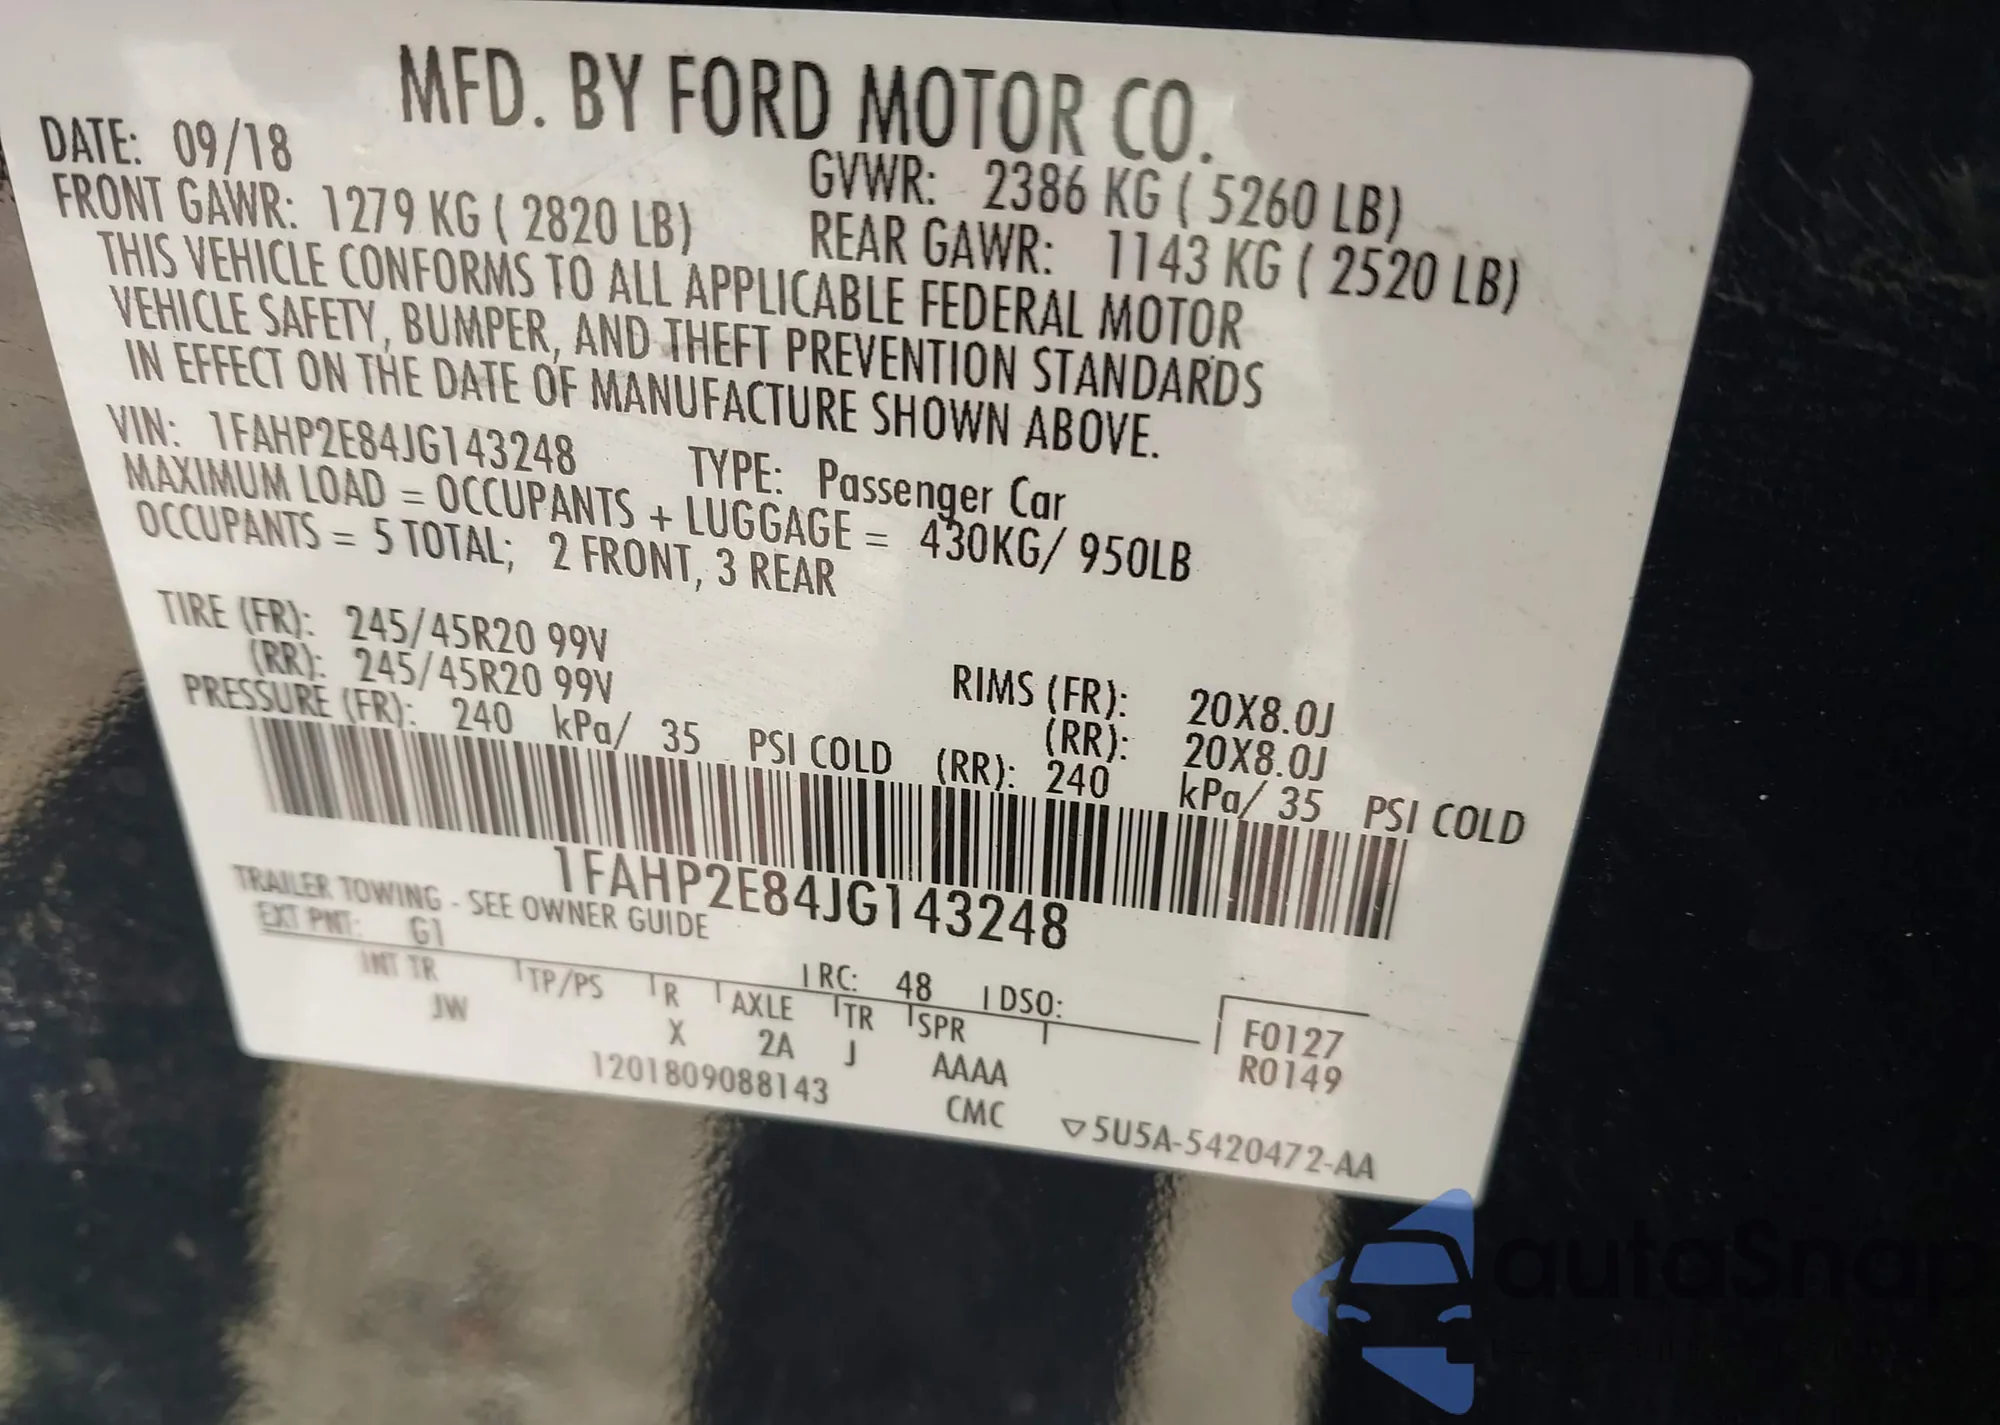 MFD. BY FORD MOTOR CO.
DATE: 09/18 GVWR: 2386 KG ( 5260 LB)
FRONT GAWR: 1279 KG ( 2820 LB) REAR GAWR: 1143 KG ( 2520 LB)
THIS VEHICLE CONFORMS TO ALL APPLICABLE FEDERAL MOTOR
VEHICLE SAFETY, BUMPER, AND THEFT PREVENTION STANDARDS
IN EFFECT ON THE DATE OF MANUFACTURE SHOWN ABOVE.
VIN: 1FAHP2E84JG143248 TYPE: Passenger Car
MAXIMUM LOAD = OCCUPANTS + LUGGAGE = 430KG/ 950LB
OCCUPANTS = 5 TOTAL; 2 FRONT, 3 REAR
TIRE (FR): 245/45R20 99V RIMS (FR): 20X8.0J
(RR): 245/45R20 99V (RR): 20X8.0J
PRESSURE (FR): 240 kPa/ 35 PSI COLD (RR): 240 kPa/ 35 PSI COLD
1FAHP2E84JG143248
TRAILER TOWING - SEE OWNER GUIDE
EXT PNT: G1 RC: 48 DSO:
INT TR TP/PS R AXLE TR SPR
JW X 2A J AAAA
F0127
R0149
1201809088143 CMC
▽5U5A-5420472-AA
autoSnap